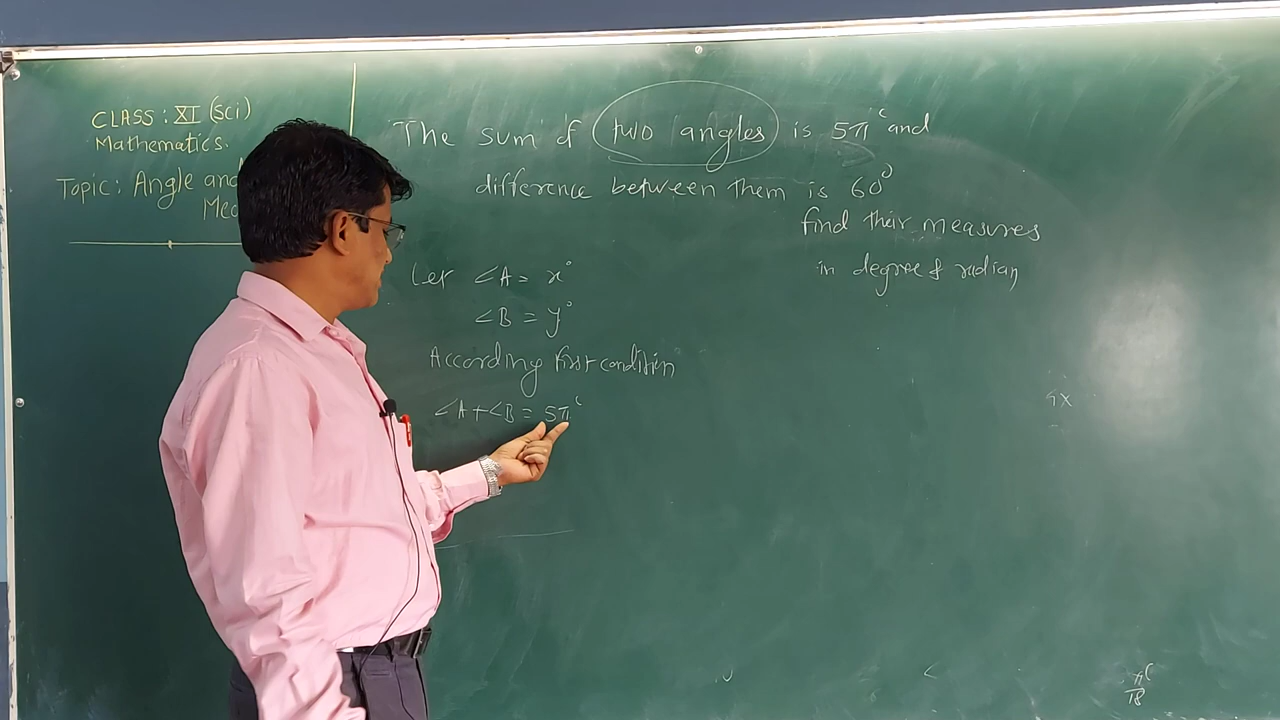 CLASS : XI (Sci)
Mathematics.
Topic: Angle and
The sum of two angles is 5π^c and
difference between them is 60°
find their measures
in degree & radian
Let ∠A = x°
∠B = y°
According first condition
∠A + ∠B = 5π^c
π^c/18